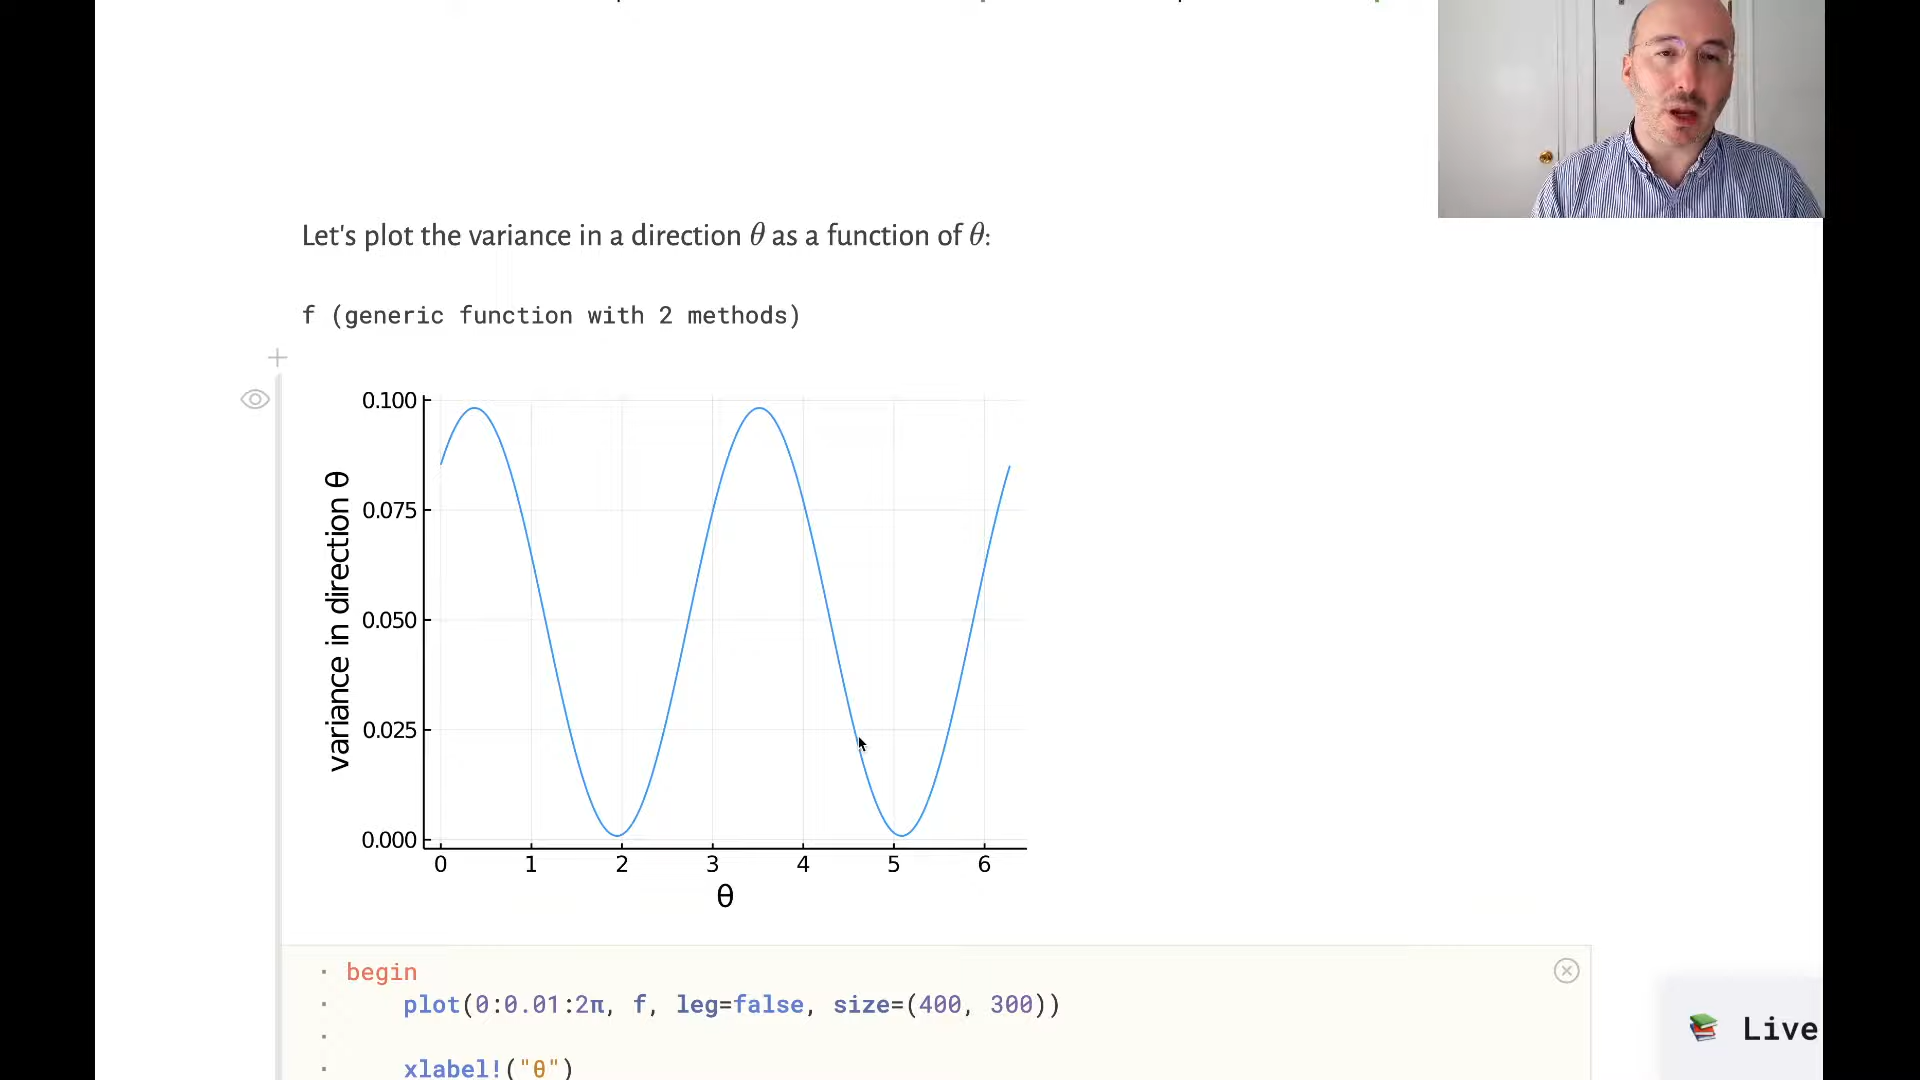 Let's plot the variance in a direction θ as a function of θ:
f (generic function with 2 methods)
0.100
0.075
0.050
0.025
0.000
variance in direction θ
0 1 2 3 4 5 6
θ
begin
plot(0:0.01:2π, f, leg=false, size=(400, 300))
xlabel!("θ")
Live